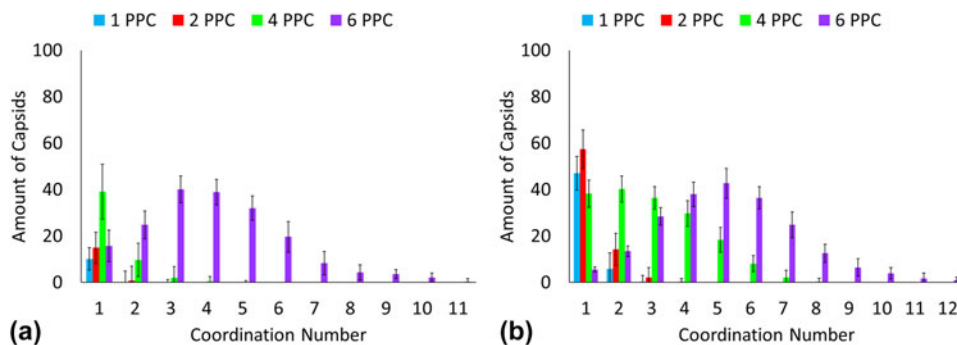 1 PPC 2 PPC 4 PPC 6 PPC
100
80
60
40
20
0
Amount of Capsids
1 2 3 4 5 6 7 8 9 10 11
Coordination Number
(a)
1 PPC 2 PPC 4 PPC 6 PPC
100
80
60
40
20
0
Amount of Capsids
1 2 3 4 5 6 7 8 9 10 11 12
Coordination Number
(b)